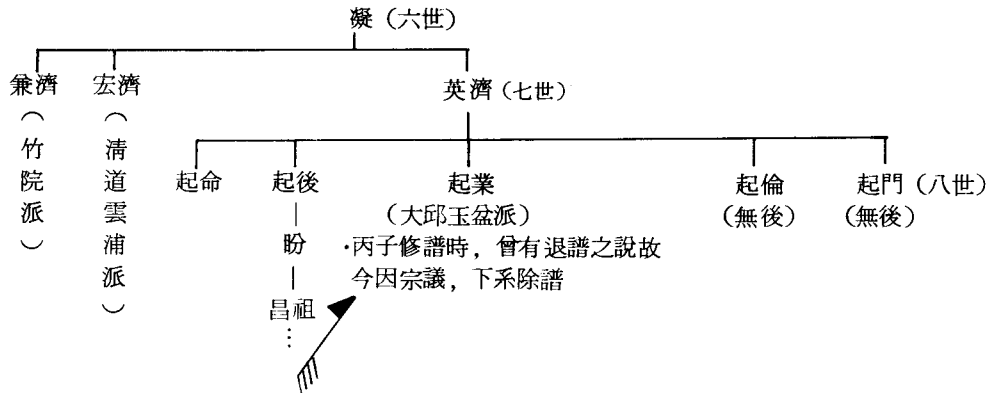 凝（六世）
兼濟（竹院派）
宏濟（淸道雲浦派）
英濟（七世）
起命
起後
起業
起倫
起門（八世）
（大邱玉盆派）
（無後）
（無後）
盼
·丙子修譜時，曾有退譜之說故
今因宗議，下系除譜
昌祖
⋮